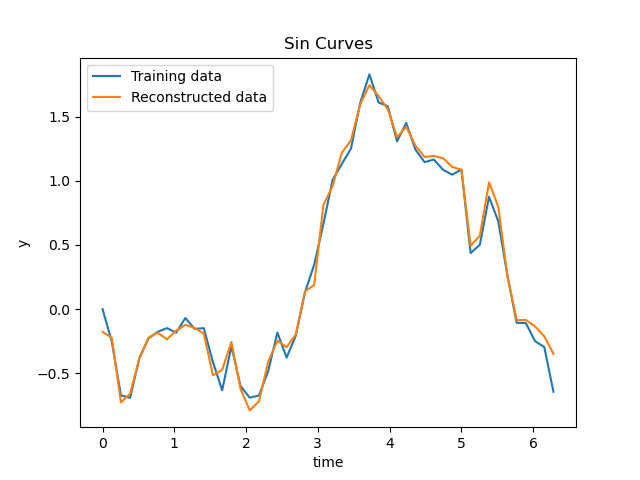 Sin Curves
Training data
Reconstructed data
1.5
1.0
0.5
0.0
−0.5
y
0 1 2 3 4 5 6
time